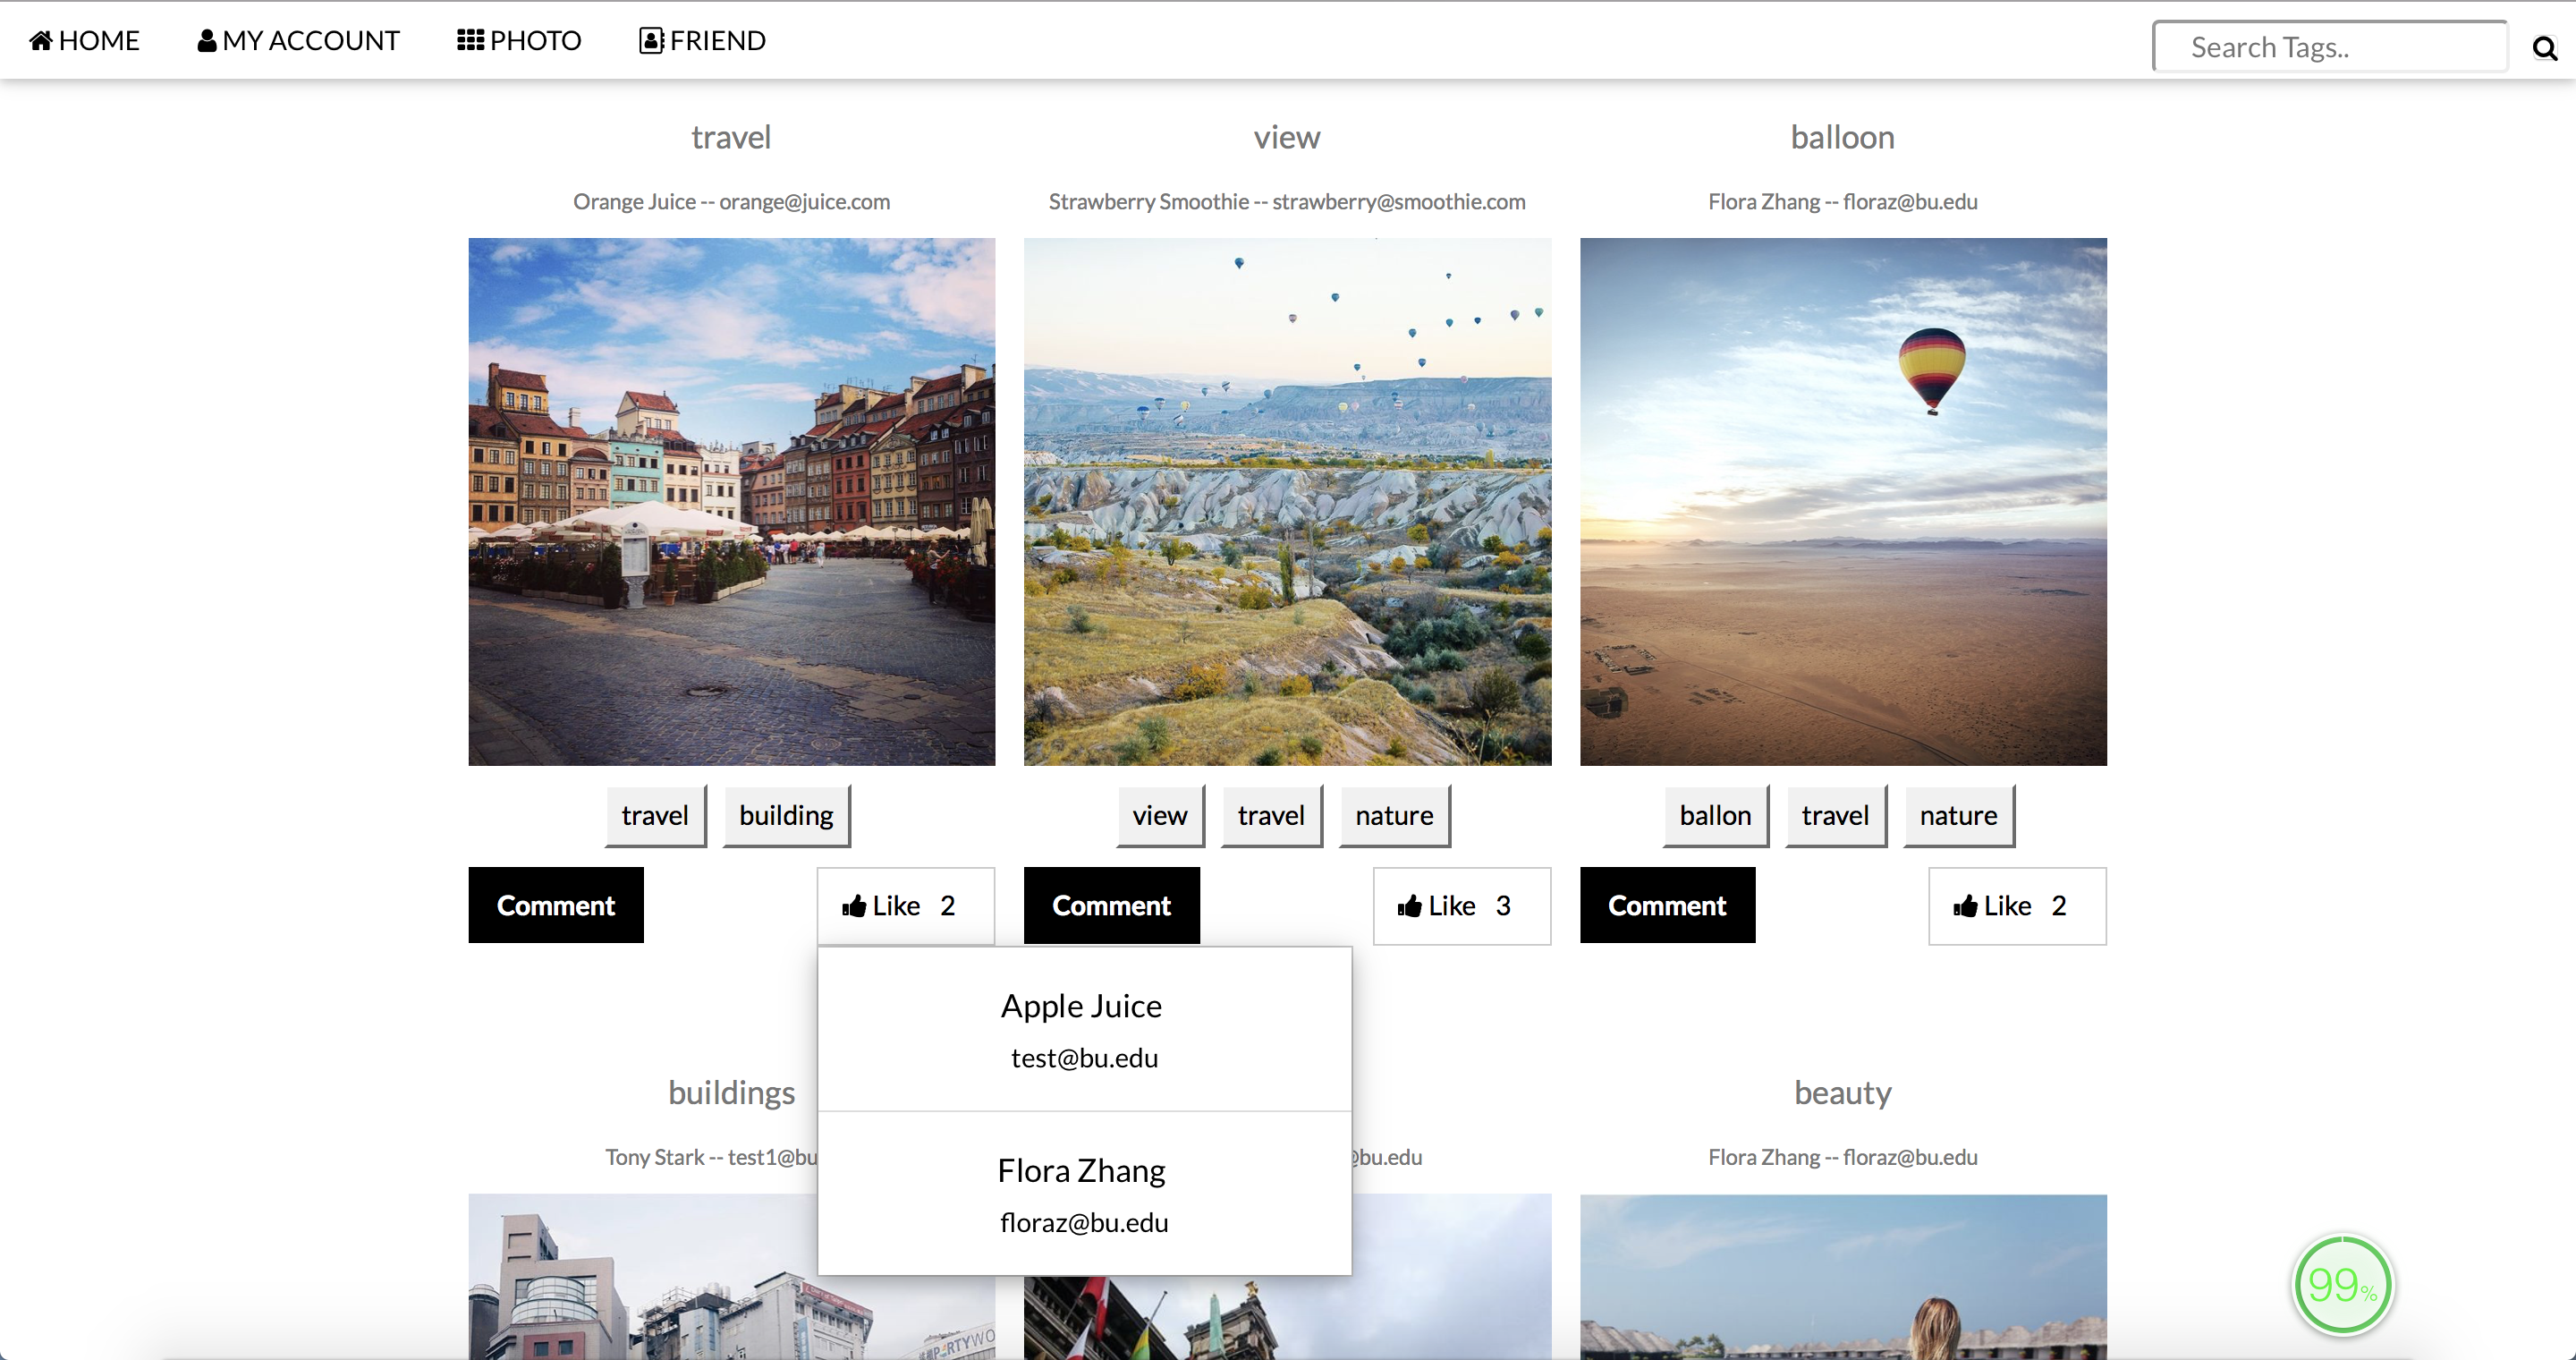 HOME MY ACCOUNT PHOTO FRIEND Search Tags..
travel
Orange Juice -- orange@juice.com
view
Strawberry Smoothie -- strawberry@smoothie.com
balloon
Flora Zhang -- floraz@bu.edu
travel building
view travel nature
ballon travel nature
Comment Like 2
Comment Like 3
Comment Like 2
Apple Juice
test@bu.edu
Flora Zhang
floraz@bu.edu
buildings
Tony Stark -- test1@bu
@bu.edu
beauty
Flora Zhang -- floraz@bu.edu
99%